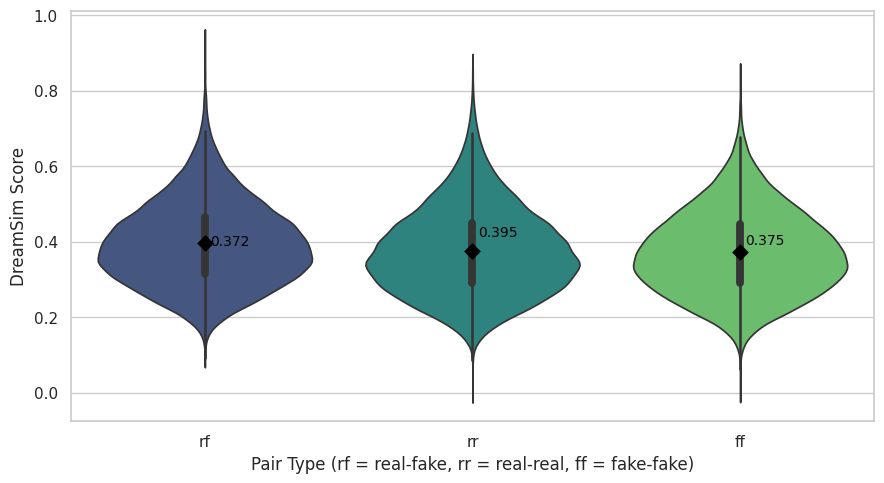 1.0
0.8
0.6
0.4
0.2
0.0
DreamSim Score
0.372
0.395
0.375
rf
rr
ff
Pair Type (rf = real-fake, rr = real-real, ff = fake-fake)